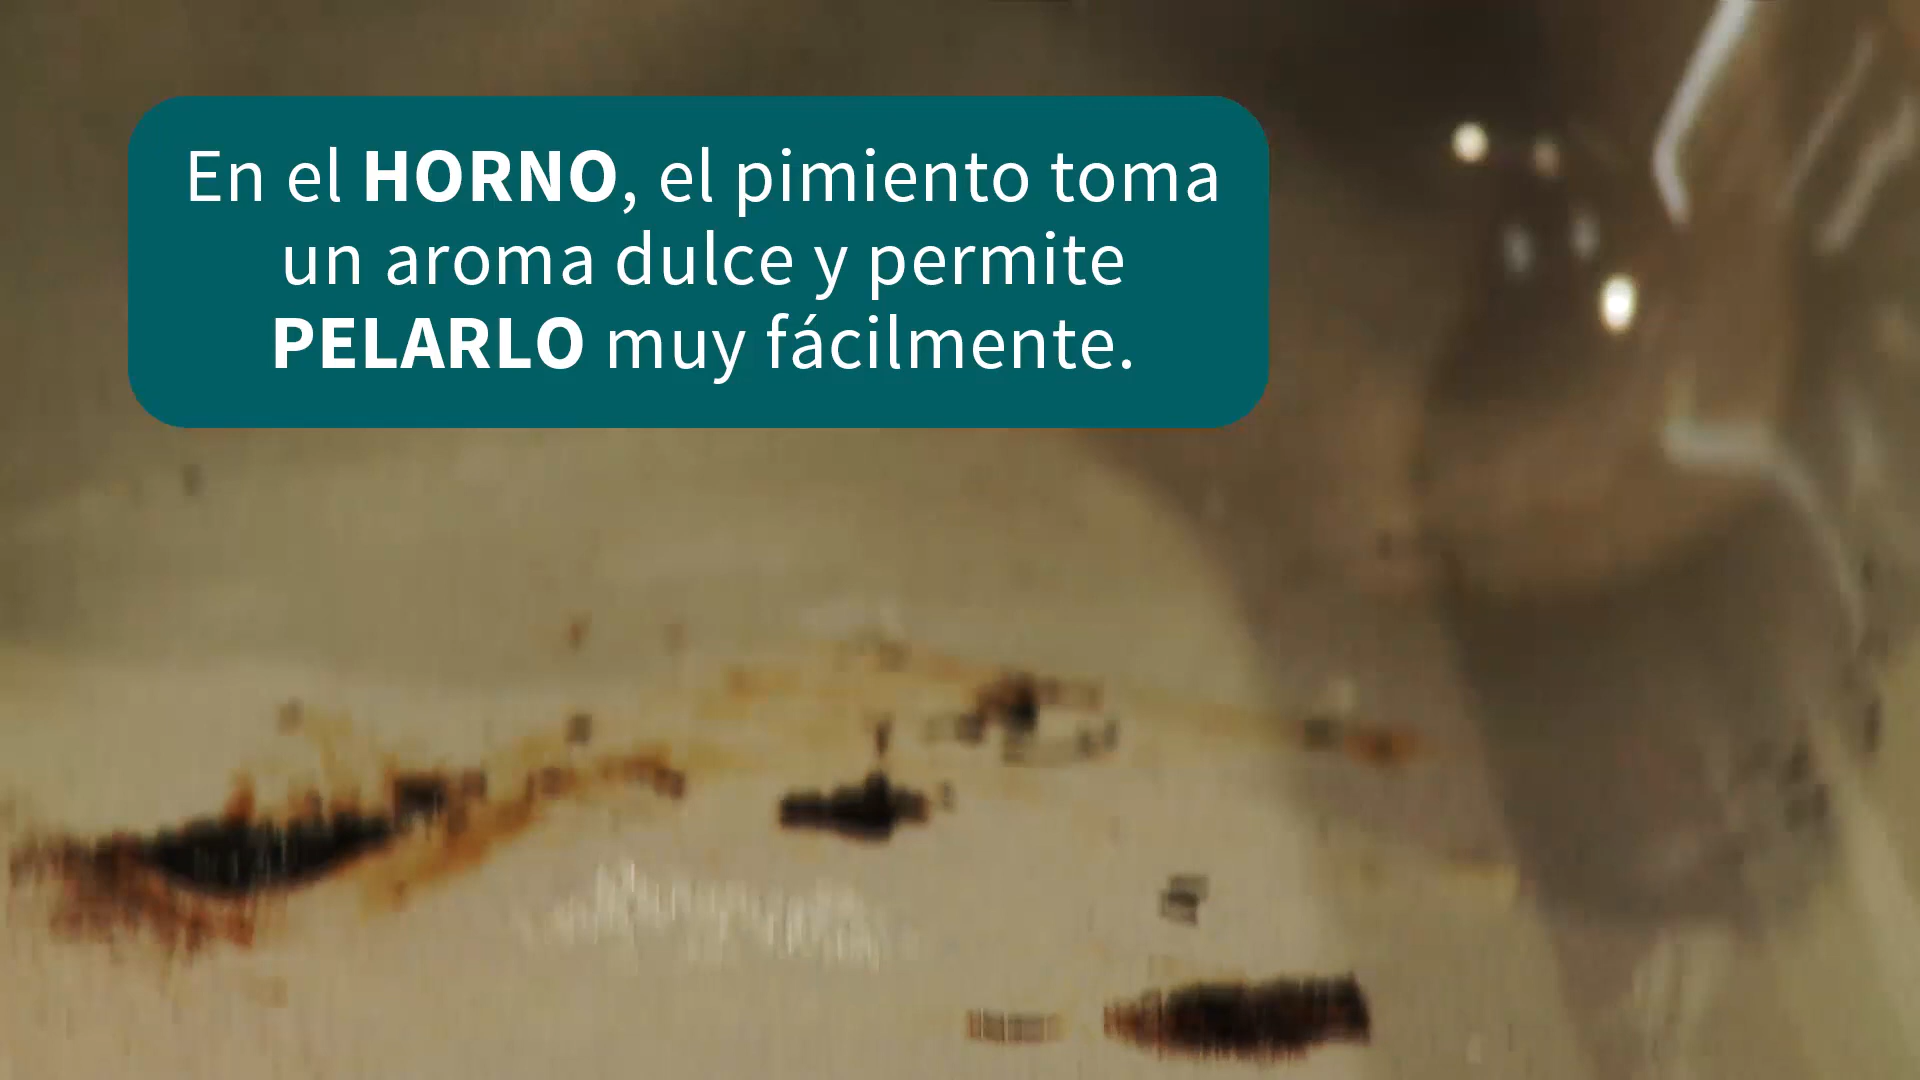 En el HORNO, el pimiento toma
un aroma dulce y permite
PELARLO muy fácilmente.